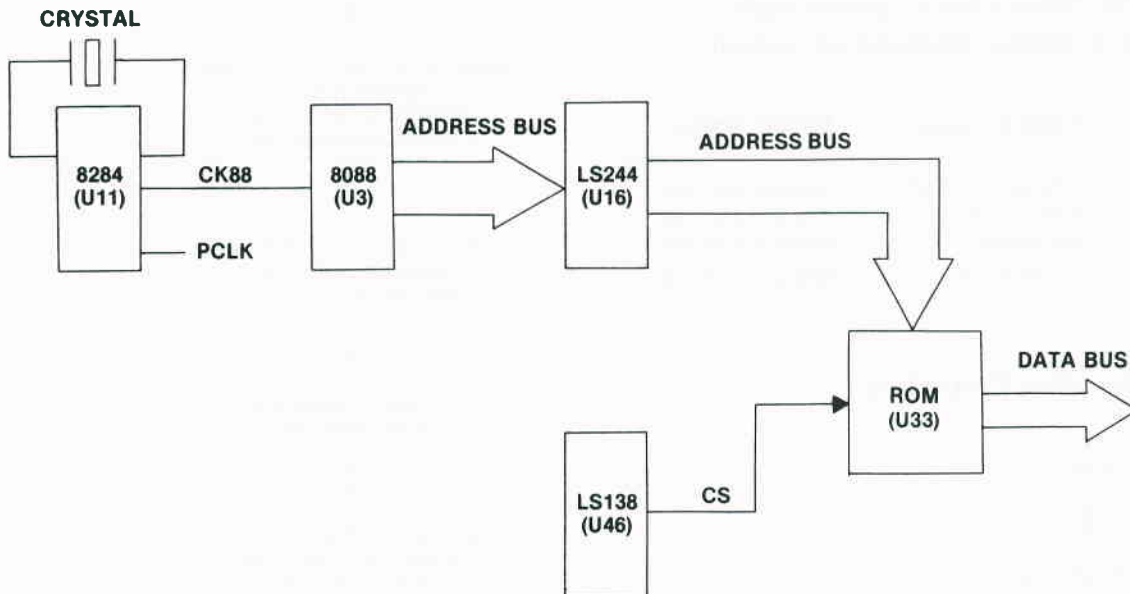 CRYSTAL
8284
(U11)
CK88
PCLK
8088
(U3)
ADDRESS BUS
LS244
(U16)
ADDRESS BUS
ROM
(U33)
DATA BUS
LS138
(U46)
CS